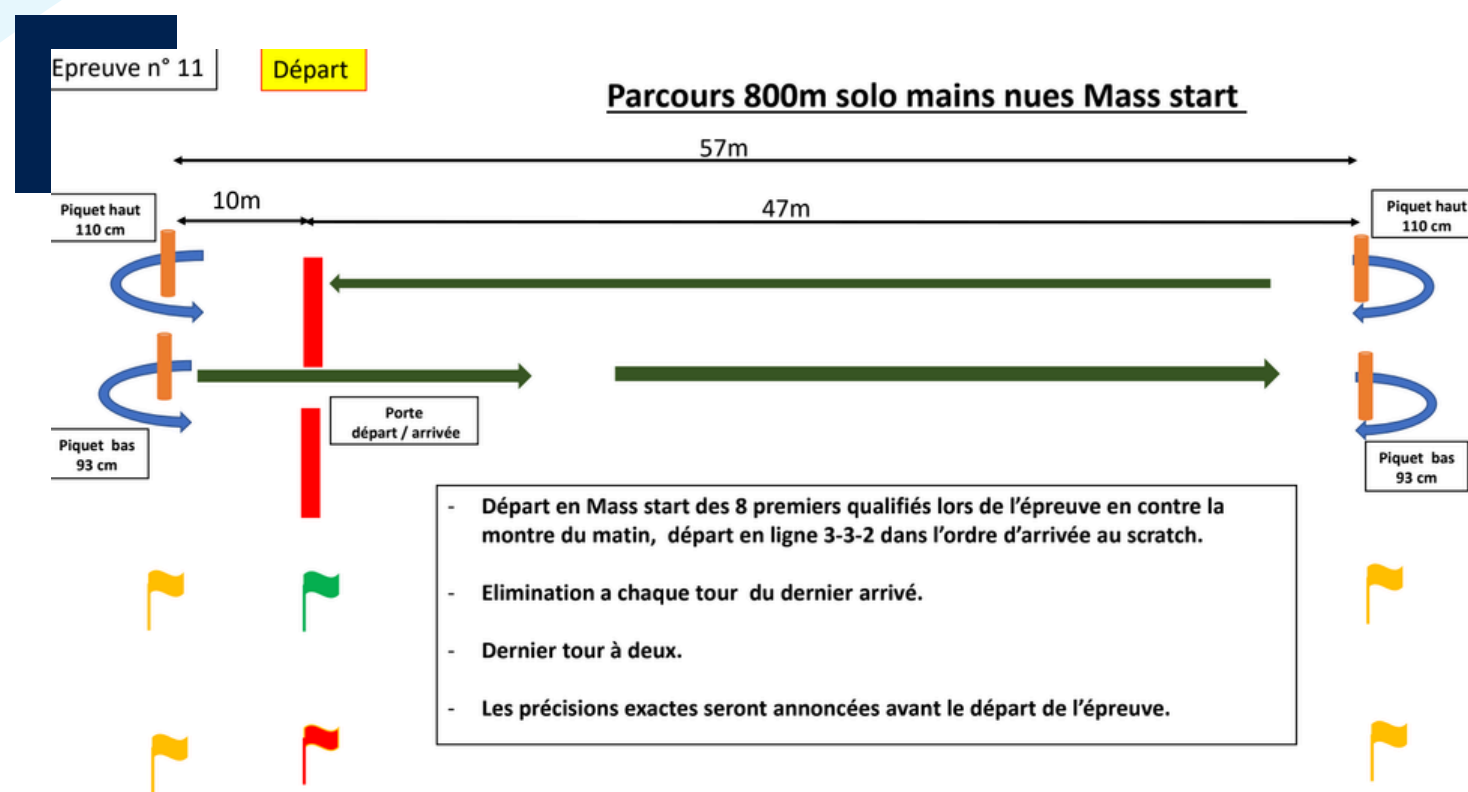 Epreuve n° 11
Départ
Parcours 800m solo mains nues Mass start
57m
10m
47m
Piquet haut
110 cm
Piquet haut
110 cm
Porte
départ / arrivée
Piquet bas
93 cm
Piquet bas
93 cm
- Départ en Mass start des 8 premiers qualifiés lors de l'épreuve en contre la
montre du matin, départ en ligne 3-3-2 dans l'ordre d'arrivée au scratch.
- Elimination a chaque tour du dernier arrivé.
- Dernier tour à deux.
- Les précisions exactes seront annoncées avant le départ de l'épreuve.